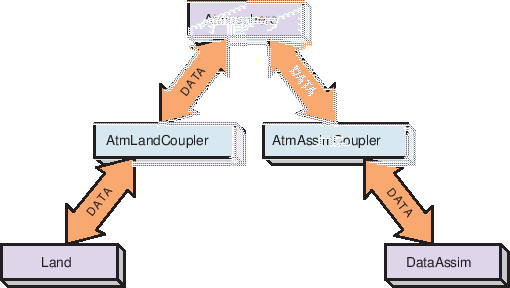 Atmosphere
DATA
DATA
AtmLandCoupler
AtmAssimCoupler
DATA
DATA
Land
DataAssim